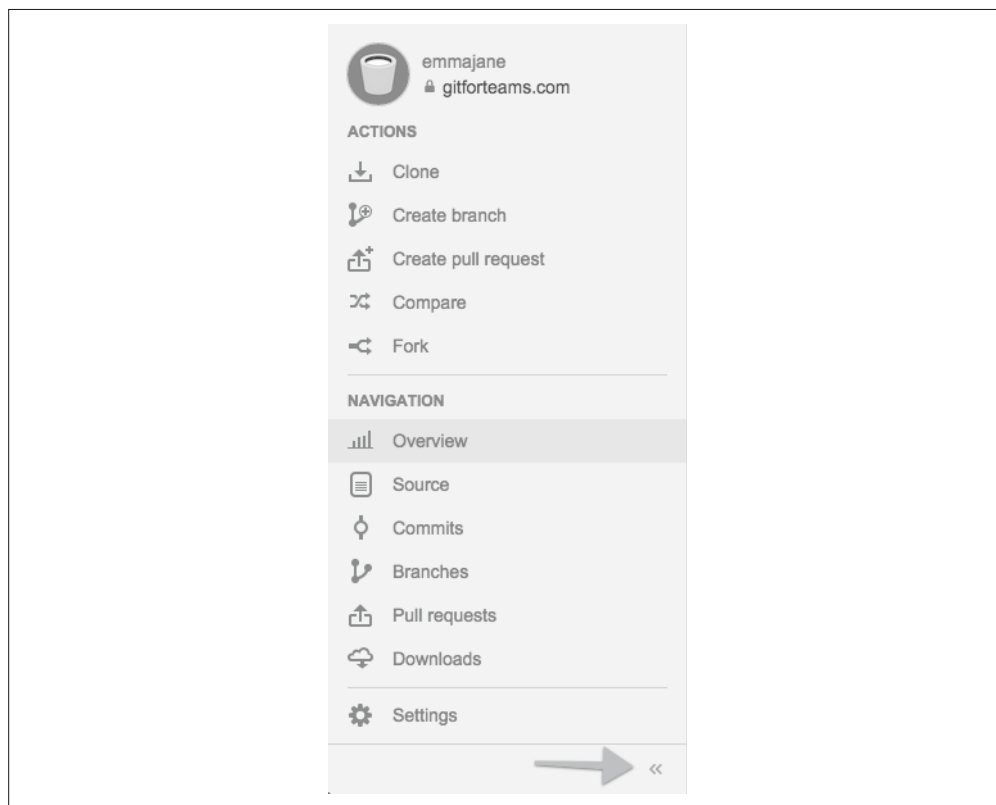 emmajane
gitforteams.com
ACTIONS
Clone
Create branch
Create pull request
Compare
Fork
NAVIGATION
Overview
Source
Commits
Branches
Pull requests
Downloads
Settings
«